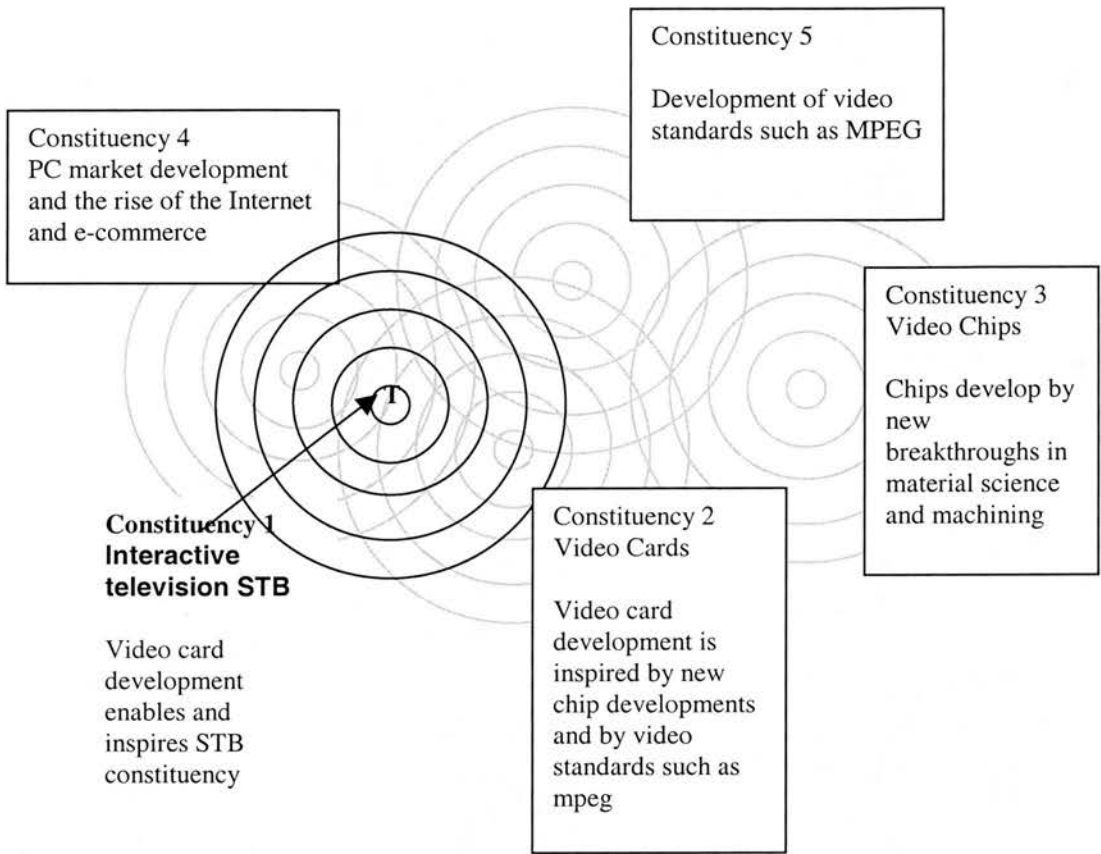 Constituency 5
Development of video
standards such as MPEG
Constituency 4
PC market development
and the rise of the Internet
and e-commerce
Constituency 3
Video Chips
Chips develop by
new
breakthroughs in
material science
and machining
T
Constituency 1
Interactive
television STB
Video card
development
enables and
inspires STB
constituency
Constituency 2
Video Cards
Video card
development is
inspired by new
chip developments
and by video
standards such as
mpeg